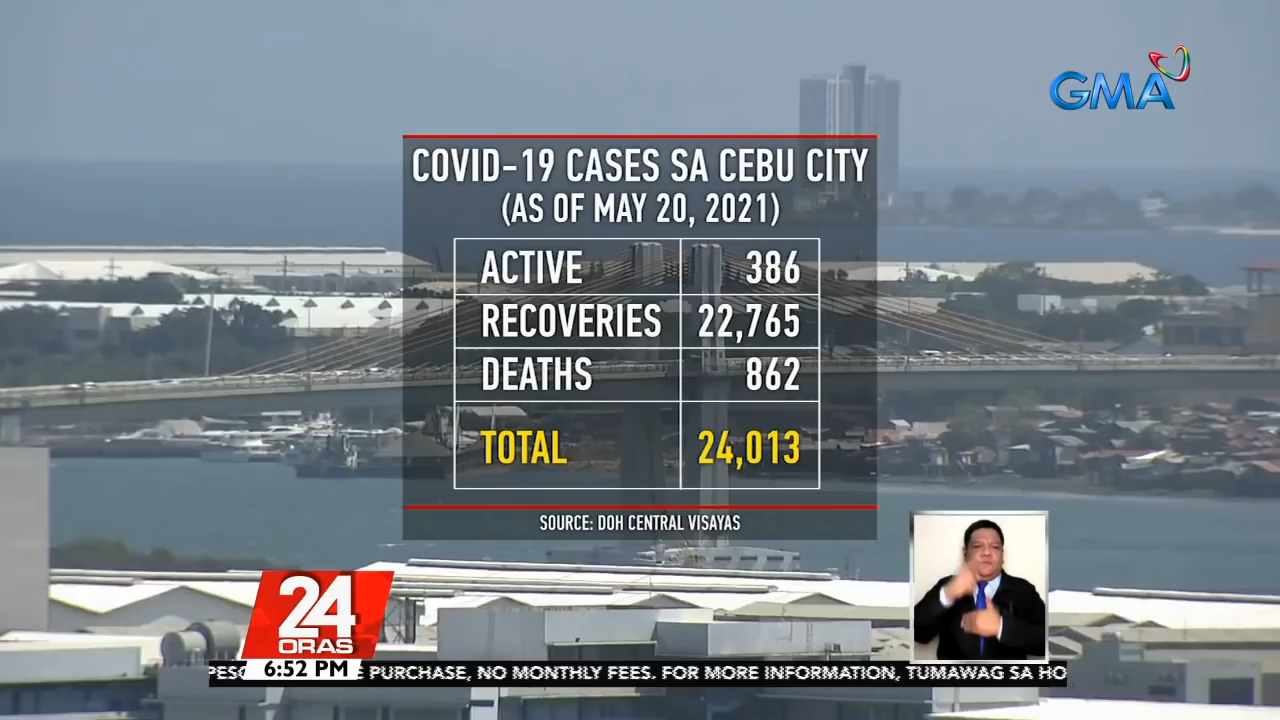 GMA
COVID-19 CASES SA CEBU CITY
(AS OF MAY 20, 2021)
ACTIVE 386
RECOVERIES 22,765
DEATHS 862
TOTAL 24,013
SOURCE: DOH CENTRAL VISAYAS
24
ORAS
6:52 PM
PURCHASE, NO MONTHLY FEES. FOR MORE INFORMATION, TUMAWAG SA